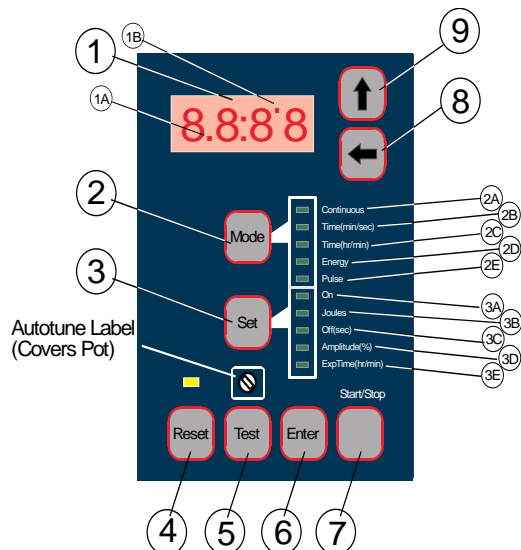 1B
9
1
1A
8.8:8'8
8
2A
Continuous
2
2B
Time(min/sec)
Mode
2C
Time(hr/min)
2D
Energy
2E
Pulse
3
On
3A
Set
Joules
3B
Off(sec)
3C
Autotune Label
(Covers Pot)
Amplitude(%)
3D
ExpTime(hr/min)
3E
Start/Stop
Reset
Test
Enter
4
5
6
7